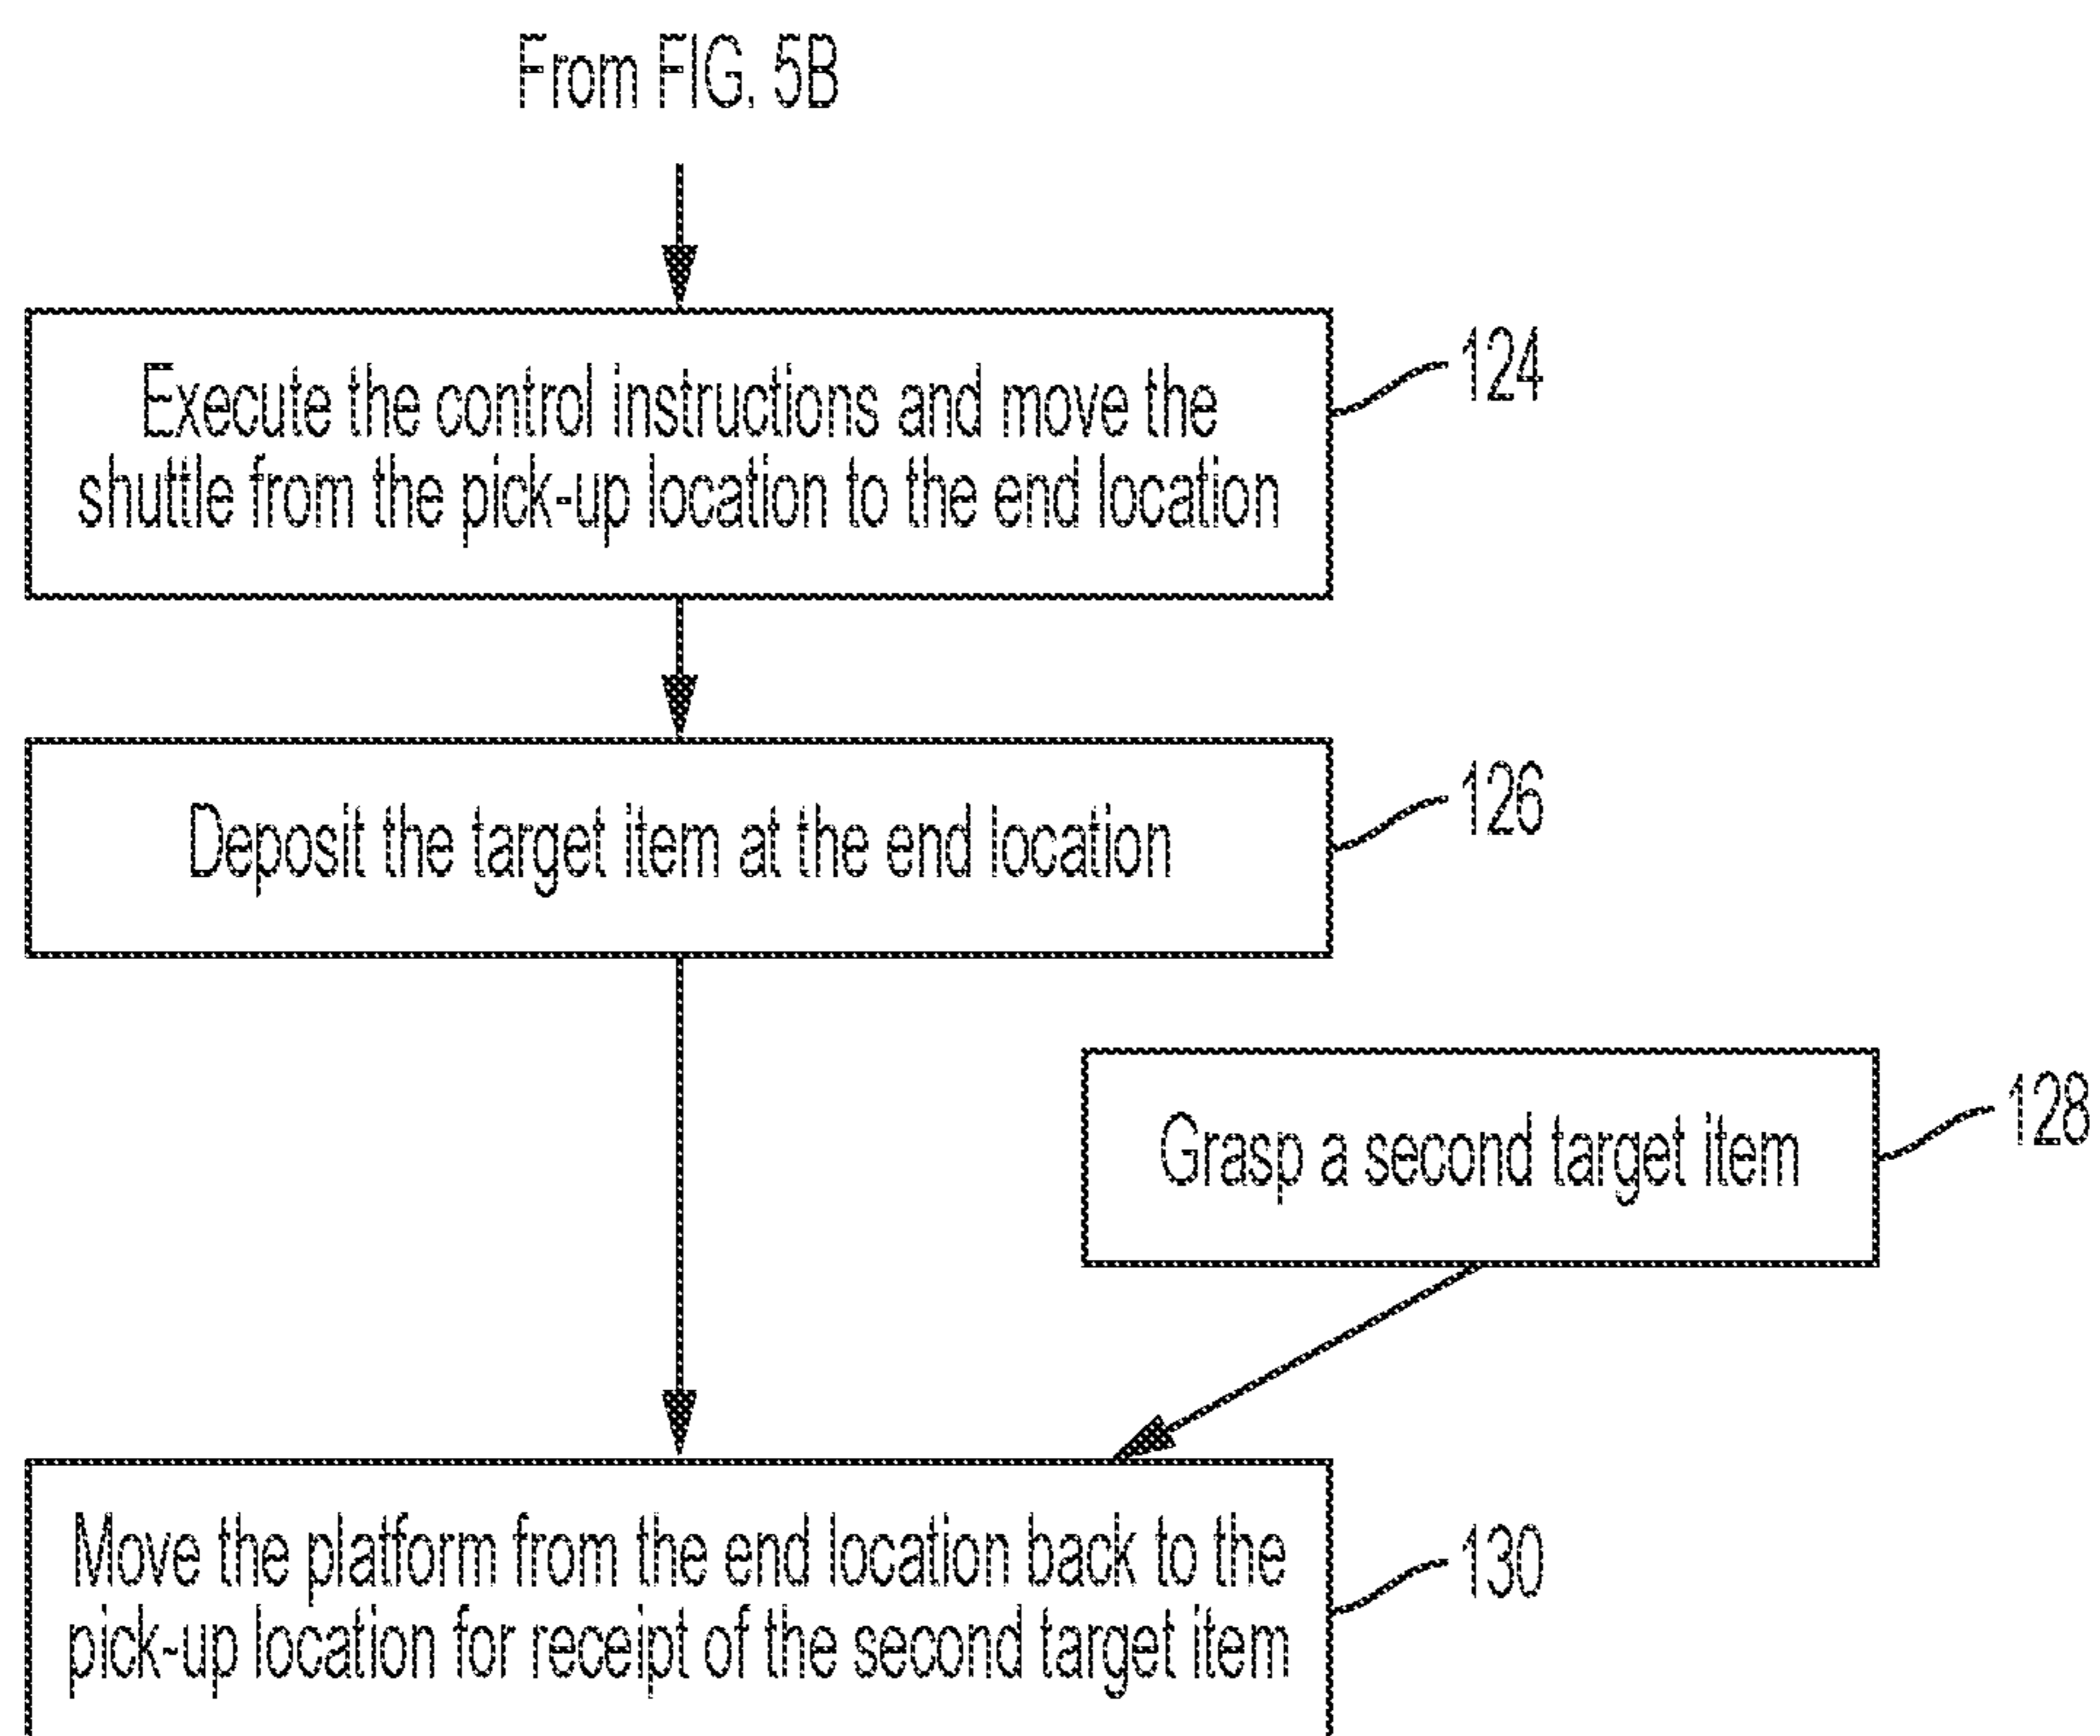 From FIG. 5B
Execute the control instructions and move the
shuttle from the pick-up location to the end location
124
Deposit the target item at the end location
126
Grasp a second target item
128
Move the platform from the end location back to the
pick-up location for receipt of the second target item
130